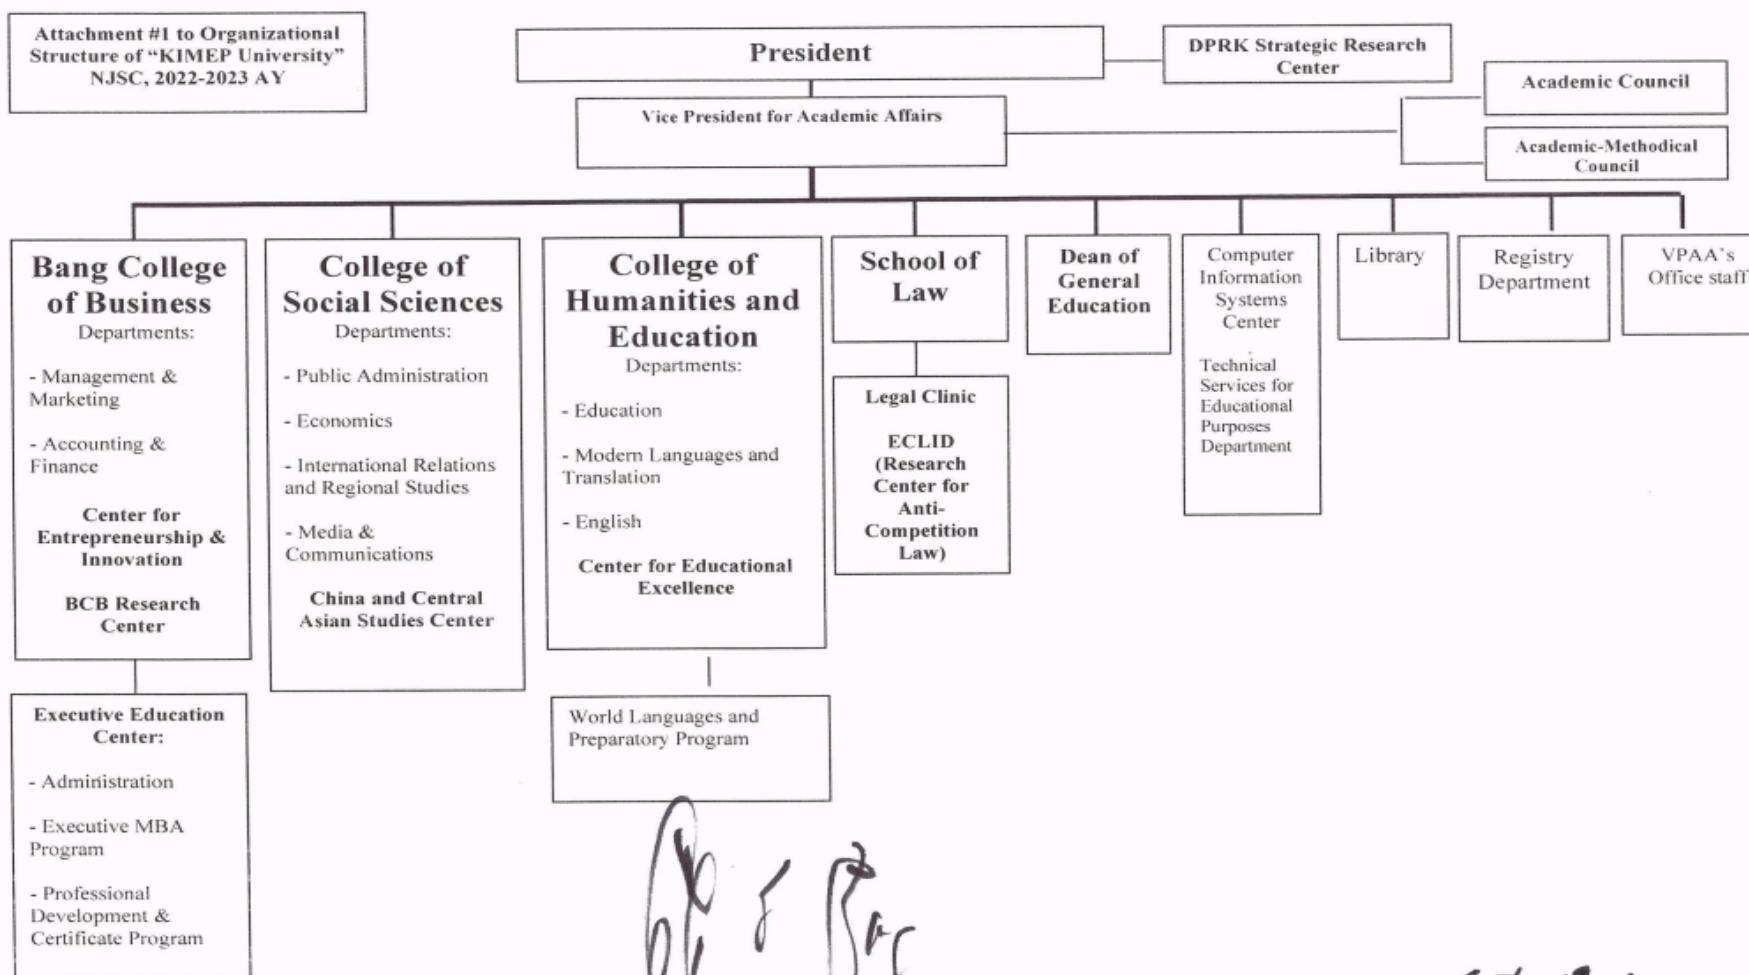 Attachment #1 to Organizational
Structure of “KIMEP University”
NJSC, 2022-2023 AY
President
DPRK Strategic Research
Center
Vice President for Academic Affairs
Academic Council
Academic-Methodical
Council
Bang College
of Business
Departments:
- Management &
Marketing
- Accounting &
Finance
Center for
Entrepreneurship &
Innovation
BCB Research
Center
Executive Education
Center:
- Administration
- Executive MBA
Program
- Professional
Development &
Certificate Program
College of
Social Sciences
Departments:
- Public Administration
- Economics
- International Relations
and Regional Studies
- Media &
Communications
China and Central
Asian Studies Center
College of
Humanities and
Education
Departments:
- Education
- Modern Languages and
Translation
- English
Center for Educational
Excellence
World Languages and
Preparatory Program
School of
Law
Legal Clinic
ECLID
(Research
Center for
Anti-
Competition
Law)
Dean of
General
Education
Computer
Information
Systems
Center
Technical
Services for
Educational
Purposes
Department
Library
Registry
Department
VPAA’s
Office staff